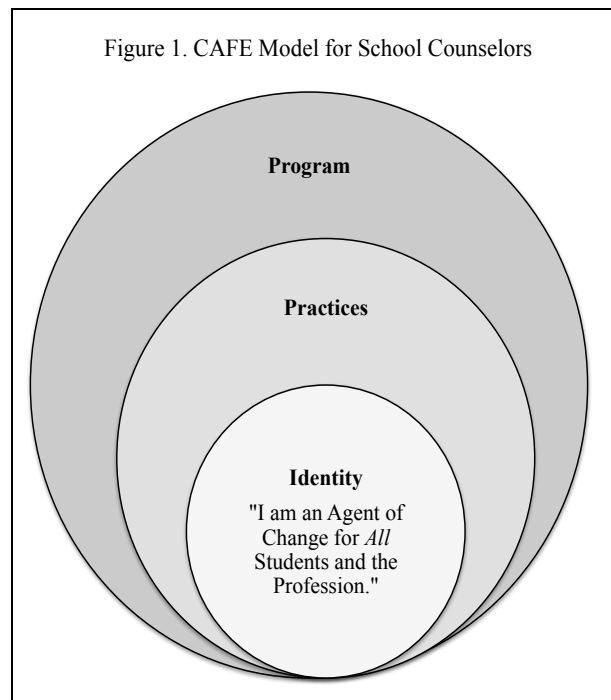 Figure 1. CAFE Model for School Counselors
Program
Practices
Identity
"I am an Agent of
Change for All
Students and the
Profession."